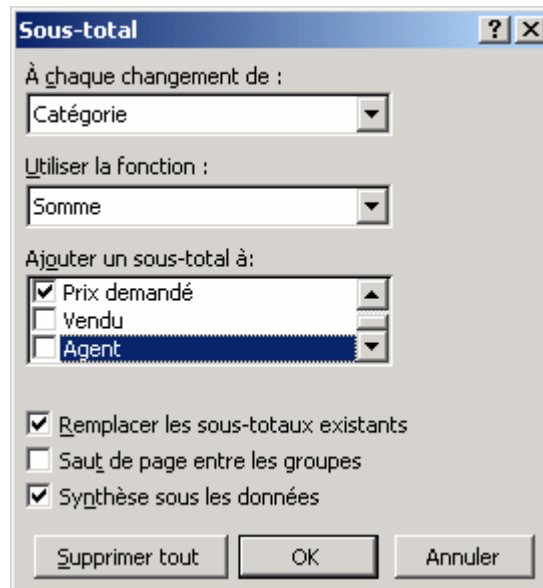 Sous-total
À chaque changement de :
Catégorie
Utiliser la fonction :
Somme
Ajouter un sous-total à:
Prix demandé
Vendu
Agent
Remplacer les sous-totaux existants
Saut de page entre les groupes
Synthèse sous les données
Supprimer tout OK Annuler